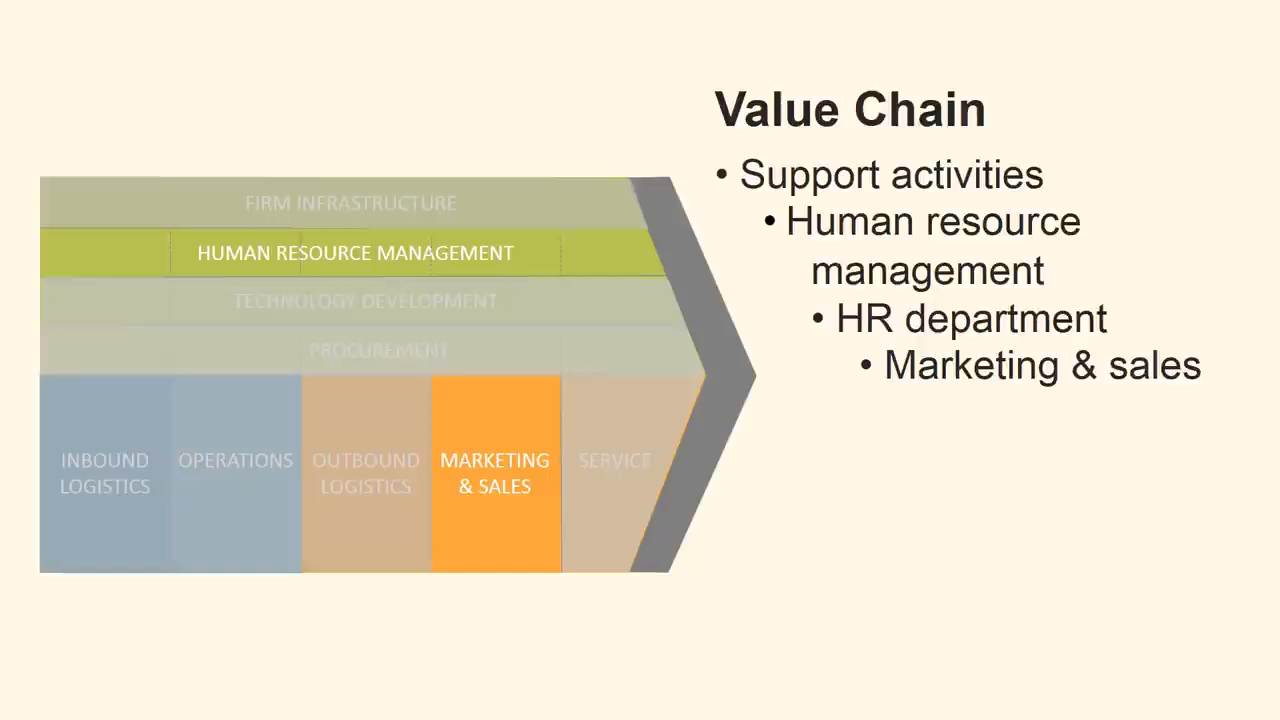 Value Chain
• Support activities
• Human resource
management
• HR department
• Marketing & sales
FIRM INFRASTRUCTURE
HUMAN RESOURCE MANAGEMENT
TECHNOLOGY DEVELOPMENT
PROCUREMENT
INBOUND
LOGISTICS
OPERATIONS
OUTBOUND
LOGISTICS
MARKETING
& SALES
SERVICE